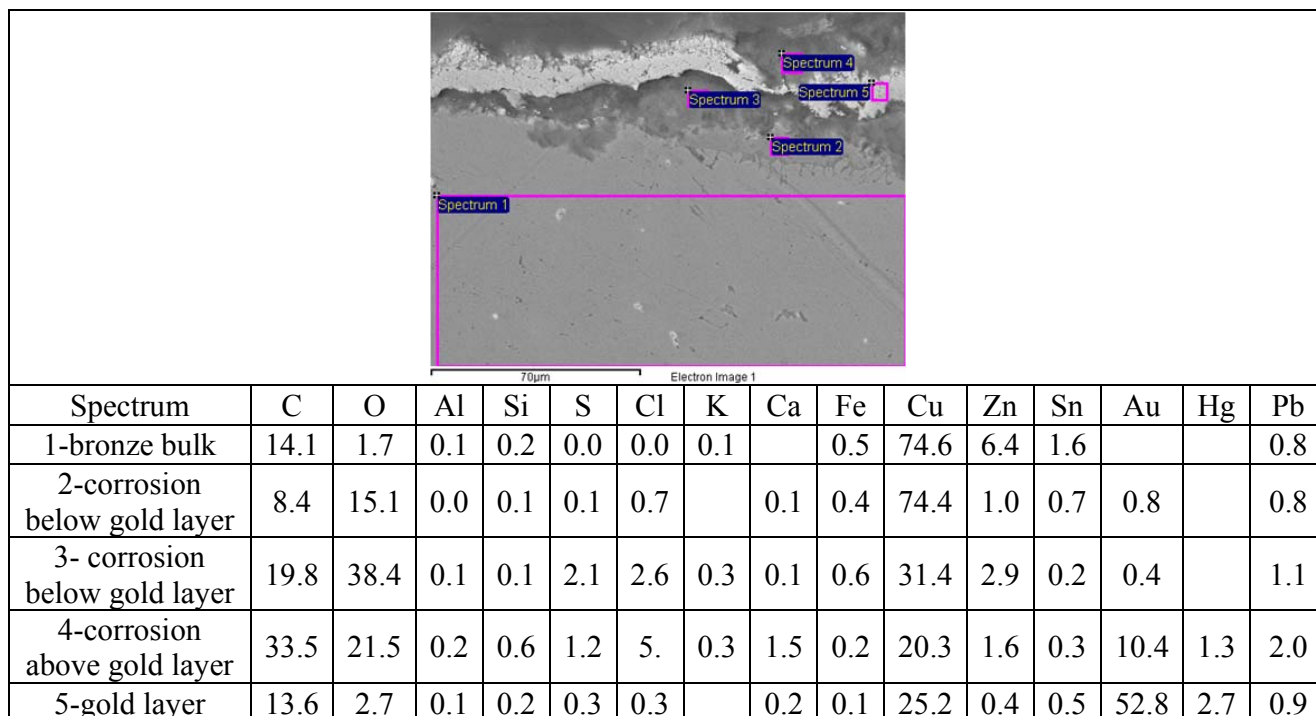 Spectrum 4
Spectrum 5
Spectrum 3
Spectrum 2
Spectrum 1
70µm Electron Image 1
Spectrum C O Al Si S Cl K Ca Fe Cu Zn Sn Au Hg Pb
1-bronze bulk 14.1 1.7 0.1 0.2 0.0 0.0 0.1 0.5 74.6 6.4 1.6 0.8
2-corrosion
below gold layer 8.4 15.1 0.0 0.1 0.1 0.7 0.1 0.4 74.4 1.0 0.7 0.8 0.8
3- corrosion
below gold layer 19.8 38.4 0.1 0.1 2.1 2.6 0.3 0.1 0.6 31.4 2.9 0.2 0.4 1.1
4-corrosion
above gold layer 33.5 21.5 0.2 0.6 1.2 5. 0.3 1.5 0.2 20.3 1.6 0.3 10.4 1.3 2.0
5-gold layer 13.6 2.7 0.1 0.2 0.3 0.3 0.2 0.1 25.2 0.4 0.5 52.8 2.7 0.9